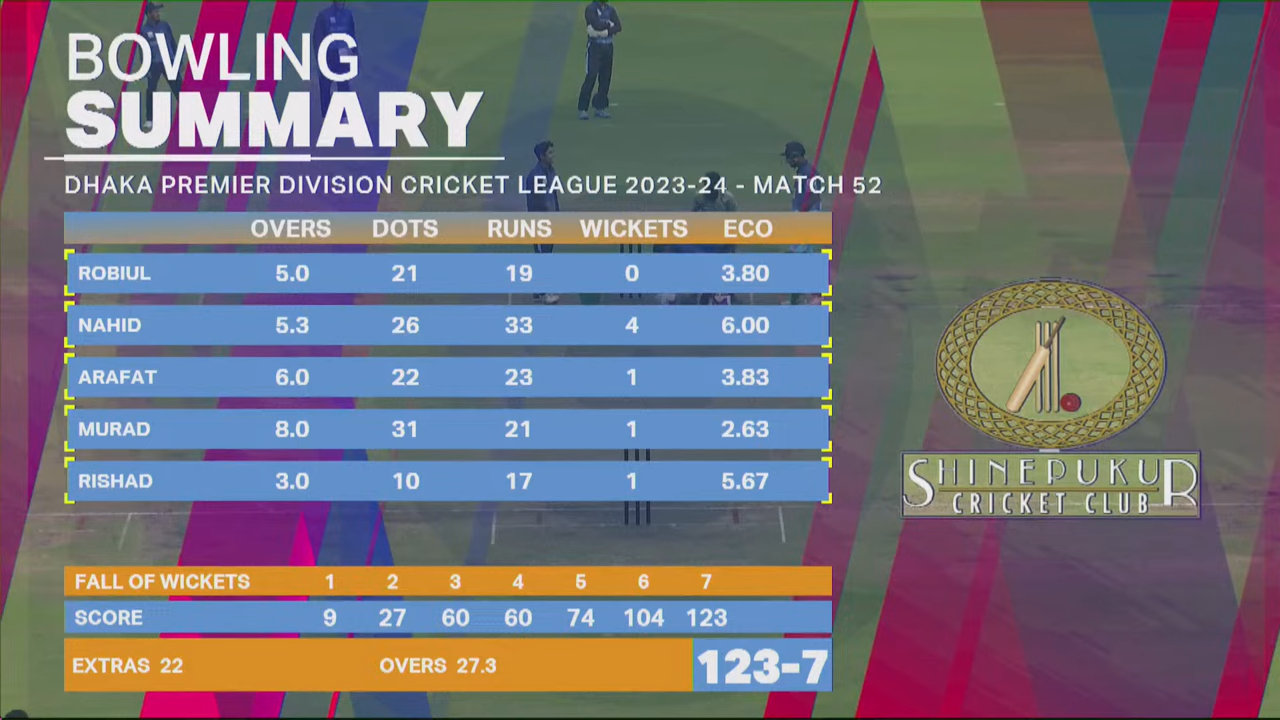 BOWLING
SUMMARY
DHAKA PREMIER DIVISION CRICKET LEAGUE 2023-24 - MATCH 52
OVERS DOTS RUNS WICKETS ECO
ROBIUL 5.0 21 19 0 3.80
NAHID 5.3 26 33 4 6.00
ARAFAT 6.0 22 23 1 3.83
MURAD 8.0 31 21 1 2.63
RISHAD 3.0 10 17 1 5.67
SHINEPUKUR
CRICKET CLUB
FALL OF WICKETS 1 2 3 4 5 6 7
SCORE 9 27 60 60 74 104 123
EXTRAS 22 OVERS 27.3 123-7